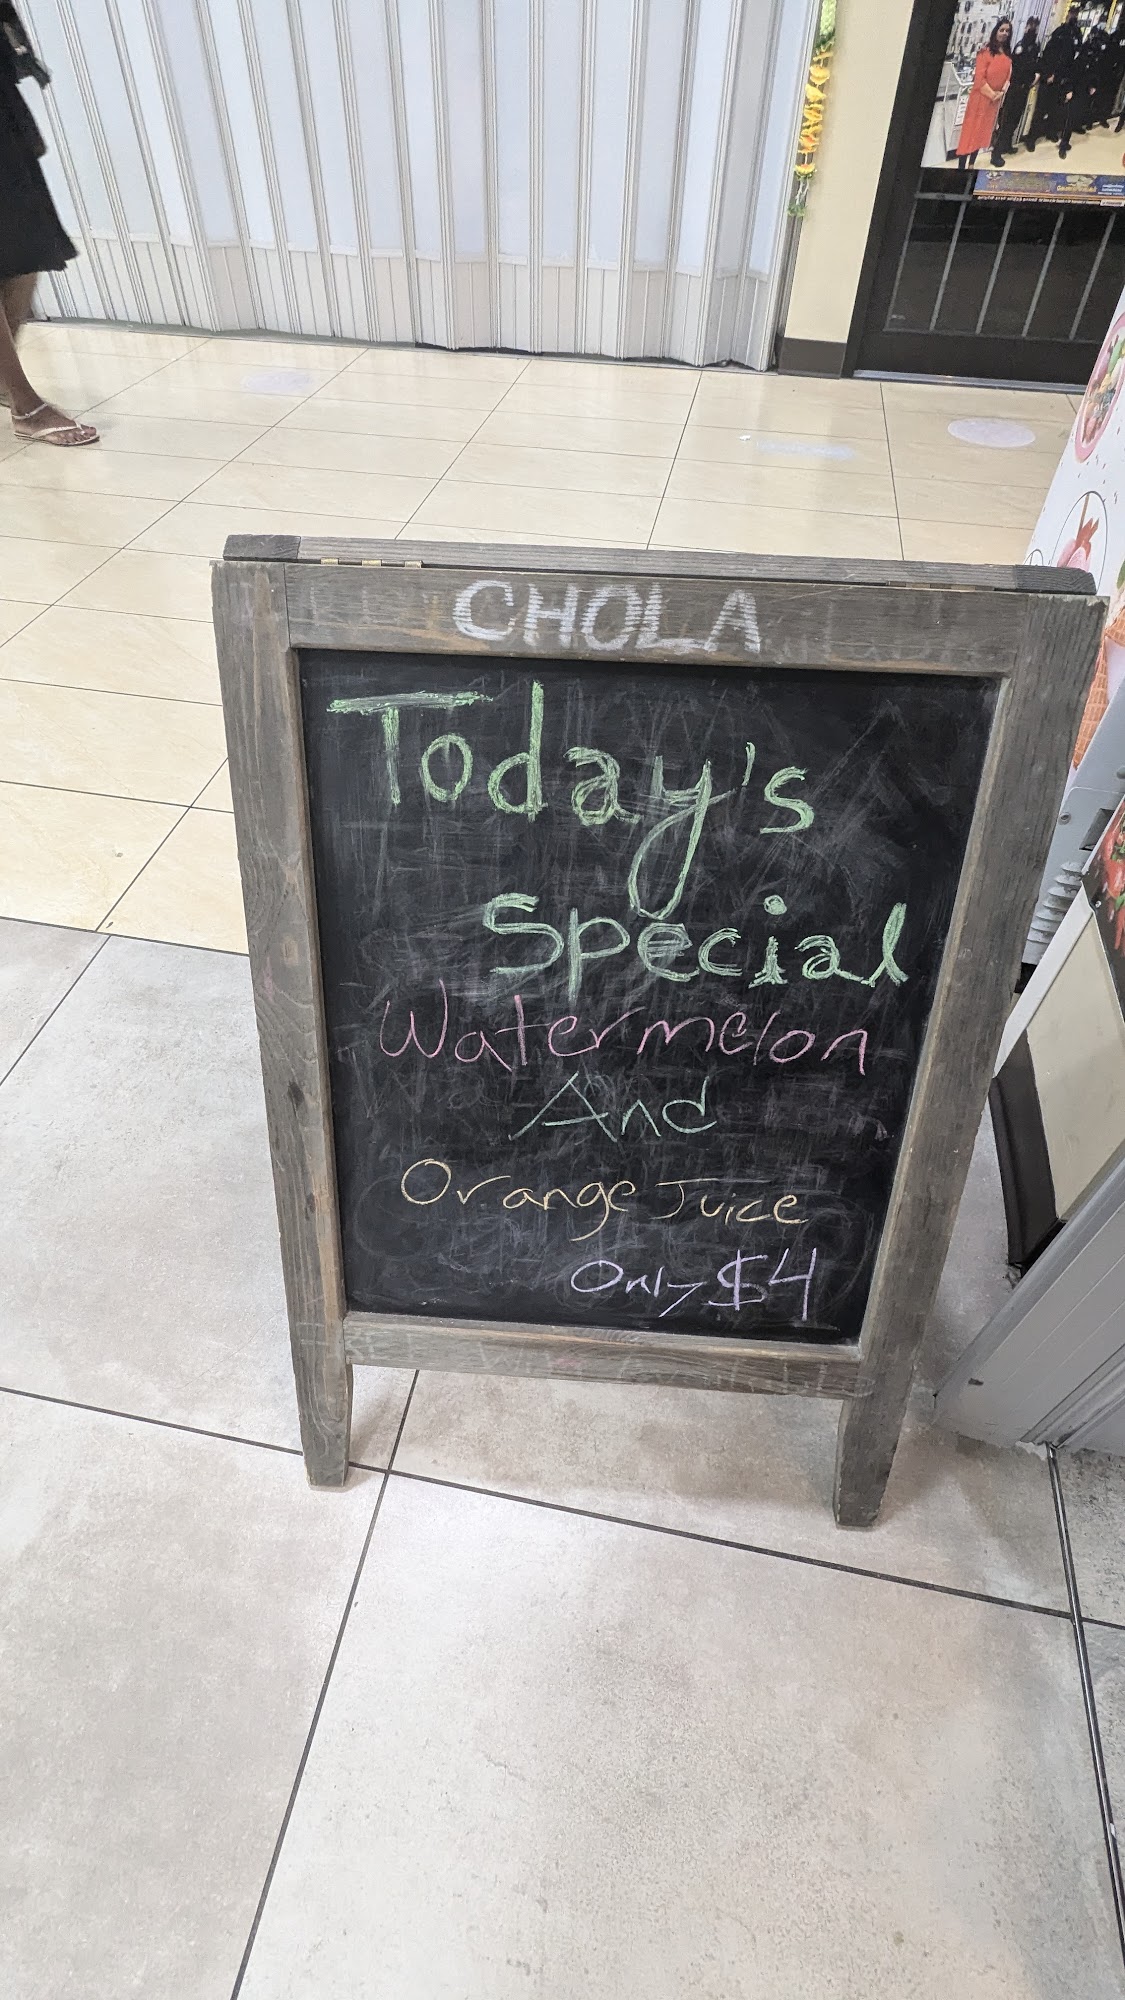 CHOLA
Today's
Special
Watermelon
And
Orange Juice
Only $4